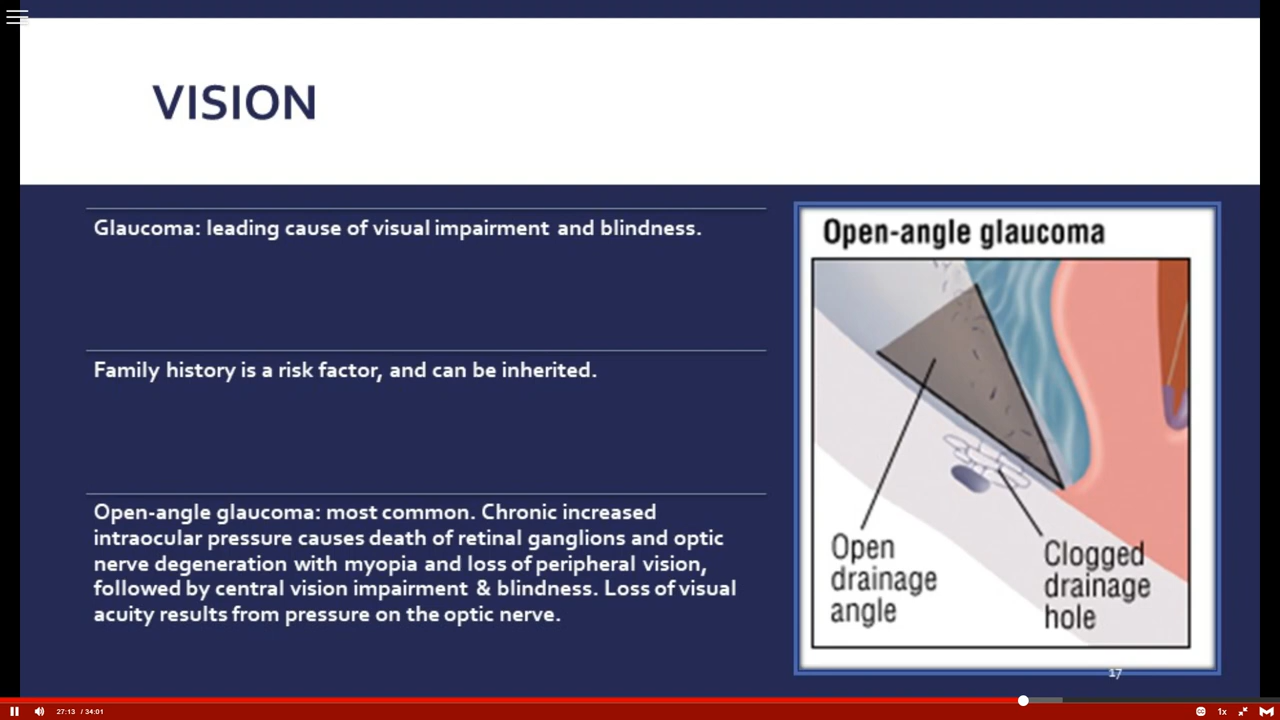 VISION
Glaucoma: leading cause of visual impairment and blindness.
Family history is a risk factor, and can be inherited.
Open-angle glaucoma: most common. Chronic increased
intraocular pressure causes death of retinal ganglions and optic
nerve degeneration with myopia and loss of peripheral vision,
followed by central vision impairment & blindness. Loss of visual
acuity results from pressure on the optic nerve.
Open-angle glaucoma
Open
drainage
angle
Clogged
drainage
hole
17
27:13 / 34:01
1x